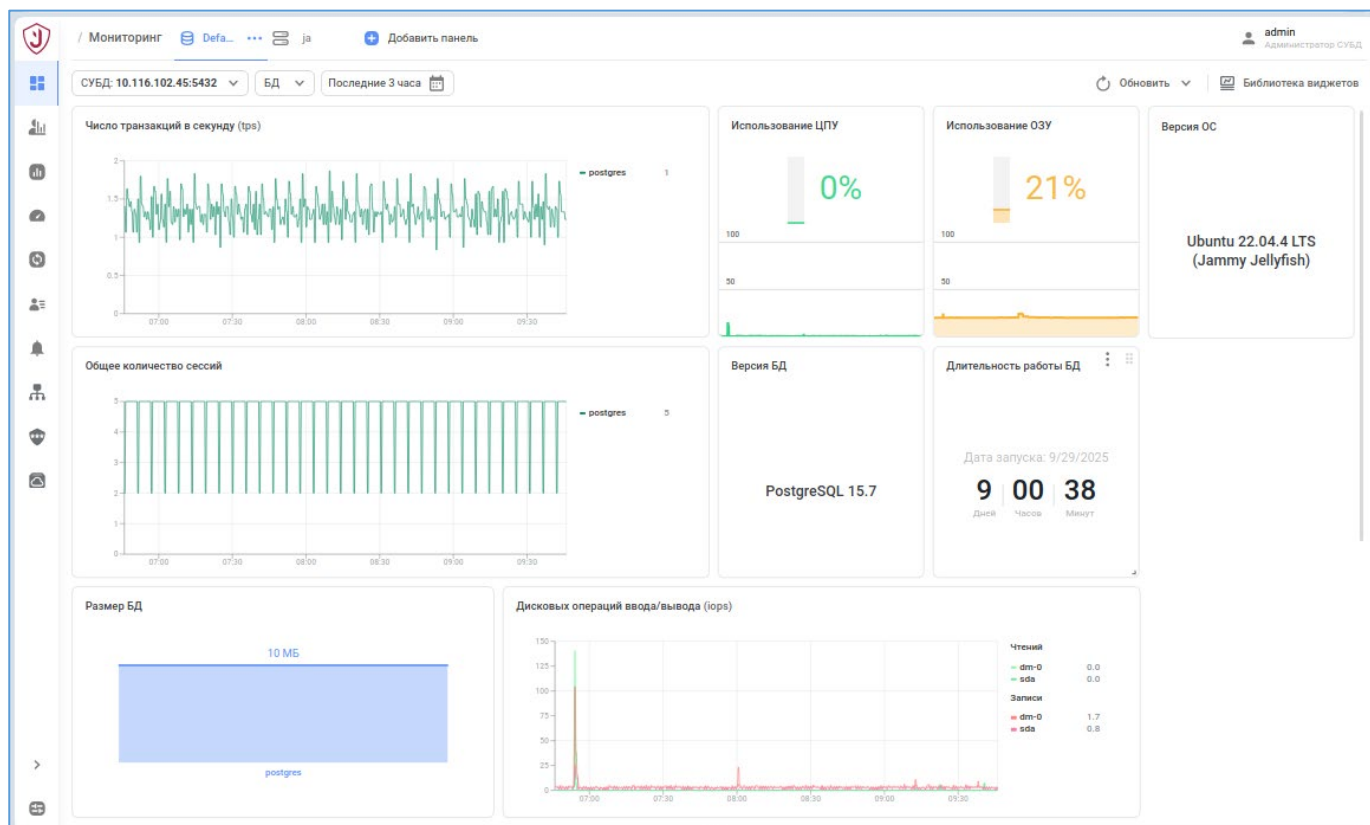 / Мониторинг
Defa...
ja
Добавить панель
admin
Администратор СУБД
СУБД: 10.116.102.45:5432
БД
Последние 3 часа
Обновить
Библиотека виджетов
Число транзакций в секунду (tps)
2
1.5
1
0.5
0
07:00 07:30 08:00 08:30 09:00 09:30
postgres 1
Использование ЦПУ
0%
100
50
Использование ОЗУ
21%
100
50
Версия ОС
Ubuntu 22.04.4 LTS
(Jammy Jellyfish)
Общее количество сессий
5
4
3
2
1
0
07:00 07:30 08:00 08:30 09:00 09:30
postgres 5
Версия БД
PostgreSQL 15.7
Длительность работы БД
Дата запуска: 9/29/2025
9 00 38
Дней Часов Минут
Размер БД
10 МБ
postgres
Дисковых операций ввода/вывода (iops)
150
125
100
75
50
25
0
07:00 07:30 08:00 08:30 09:00 09:30
Чтений
dm-0 0.0
sda 0.0
Записи
dm-0 1.7
sda 0.8